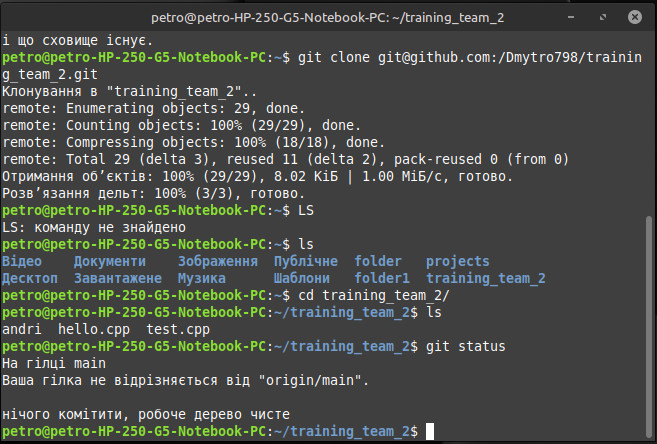 petro@petro-HP-250-G5-Notebook-PC: ~/training_team_2
і що сховище існує.
petro@petro-HP-250-G5-Notebook-PC:~$ git clone git@github.com:/Dmytro798/trainin
g_team_2.git
Клонування в "training_team_2"..
remote: Enumerating objects: 29, done.
remote: Counting objects: 100% (29/29), done.
remote: Compressing objects: 100% (18/18), done.
remote: Total 29 (delta 3), reused 11 (delta 2), pack-reused 0 (from 0)
Отримання об’єктів: 100% (29/29), 8.02 КіБ | 1.00 МіБ/с, готово.
Розв’язання дельт: 100% (3/3), готово.
petro@petro-HP-250-G5-Notebook-PC:~$ LS
LS: команду не знайдено
petro@petro-HP-250-G5-Notebook-PC:~$ ls
Відео    Документи    Зображення  Публічне  folder   projects
Десктоп  Завантажене  Музика      Шаблони   folder1  training_team_2
petro@petro-HP-250-G5-Notebook-PC:~$ cd training_team_2/
petro@petro-HP-250-G5-Notebook-PC:~/training_team_2$ ls
andri  hello.cpp  test.cpp
petro@petro-HP-250-G5-Notebook-PC:~/training_team_2$ git status
На гілці main
Ваша гілка не відрізняється від "origin/main".
нічого комітити, робоче дерево чисте
petro@petro-HP-250-G5-Notebook-PC:~/training_team_2$